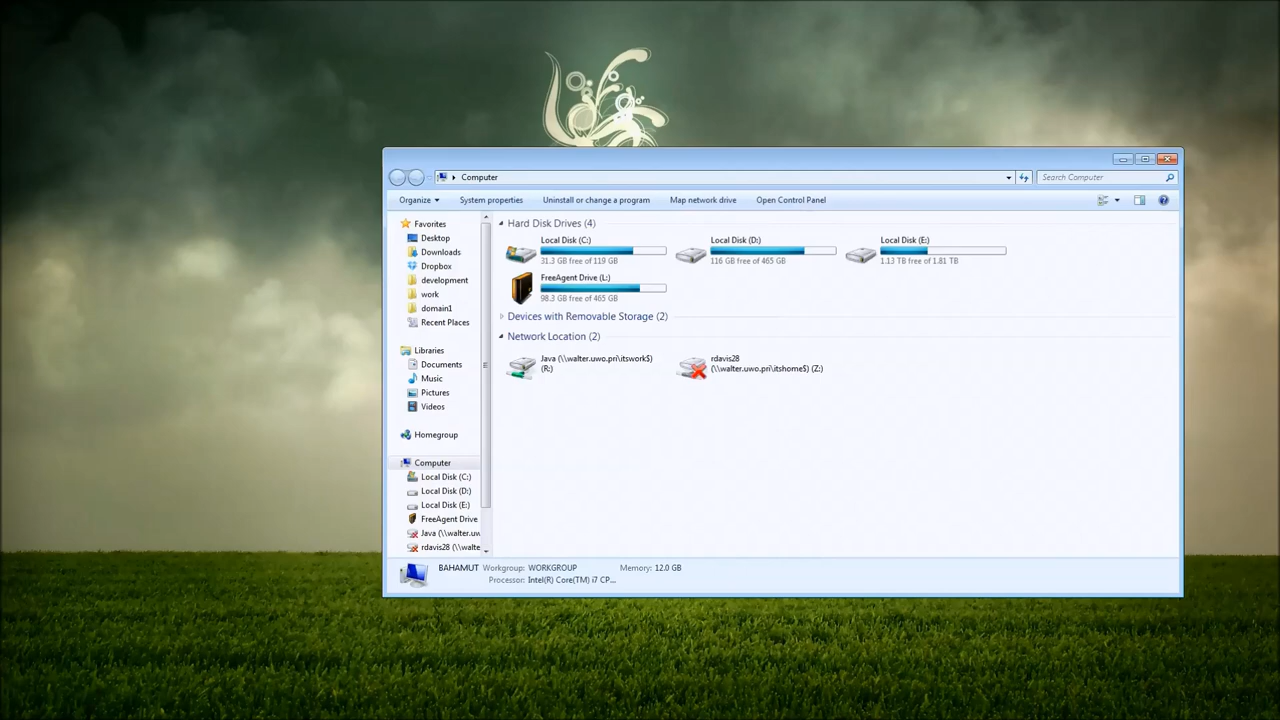 Computer
Search Computer
Organize
System properties
Uninstall or change a program
Map network drive
Open Control Panel
Favorites
Desktop
Downloads
Dropbox
development
work
domain1
Recent Places
Libraries
Documents
Music
Pictures
Videos
Homegroup
Computer
Local Disk (C:)
Local Disk (D:)
Local Disk (E:)
FreeAgent Drive
Java (\\walter.uw
rdavis28 (\\walte
Hard Disk Drives (4)
Local Disk (C:)
31.3 GB free of 119 GB
Local Disk (D:)
116 GB free of 465 GB
Local Disk (E:)
1.13 TB free of 1.81 TB
FreeAgent Drive (L:)
98.3 GB free of 465 GB
Devices with Removable Storage (2)
Network Location (2)
Java (\\walter.uwo.pri\itswork$)
(R:)
rdavis28
(\\walter.uwo.pri\itshome$) (Z:)
BAHAMUT Workgroup: WORKGROUP Memory: 12.0 GB
Processor: Intel(R) Core(TM) i7 CP...